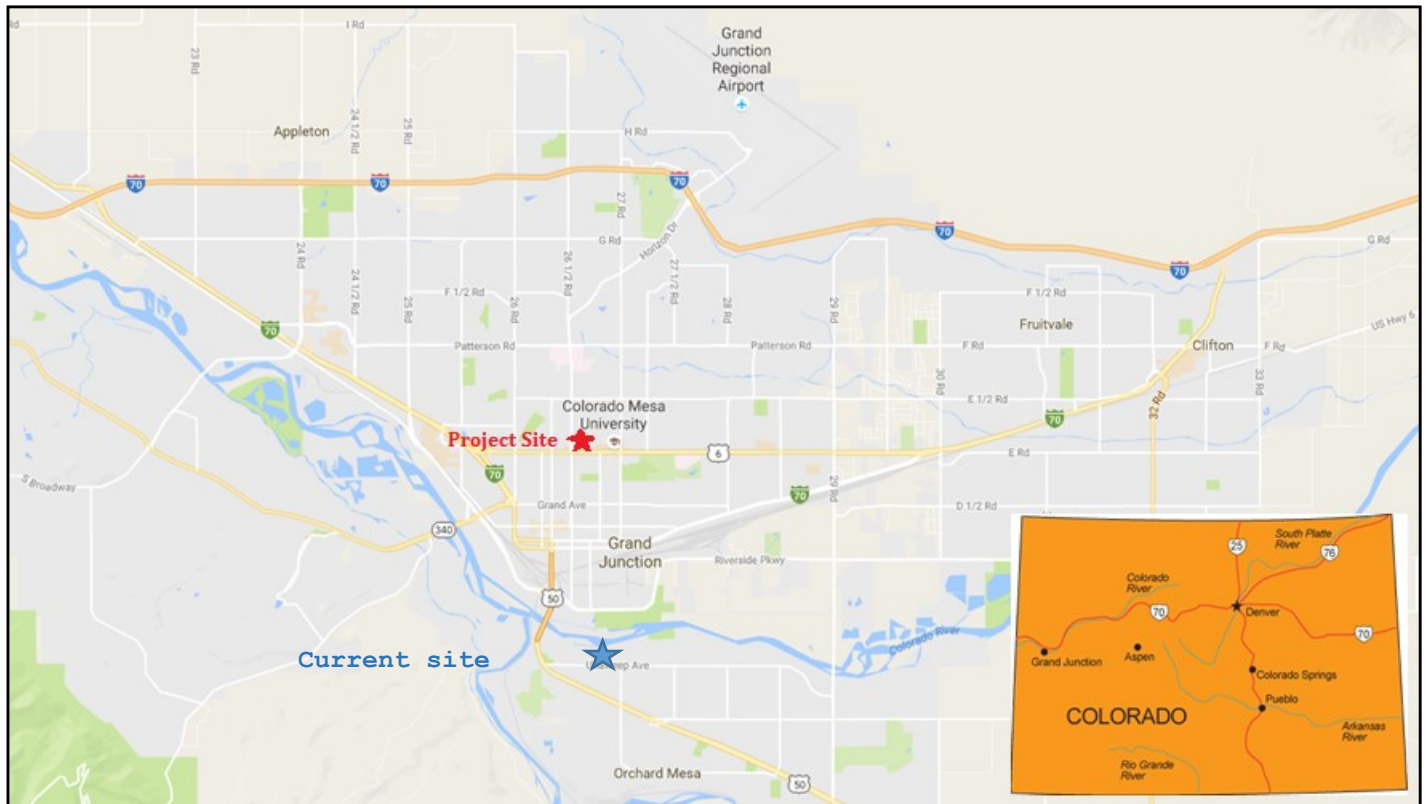 Rd
I Rd
23 Rd
Grand
Junction
Regional
Airport
24 1/2 Rd
25 Rd
Appleton
H Rd
70
70
70
27 Rd
Horizon Dr
G Rd
70
G Rd
70
24 Rd
24 1/2 Rd
26 1/2 Rd
27 1/2 Rd
F 1/2 Rd
25 Rd
26 Rd
28 Rd
29 Rd
F 1/2 Rd
Fruitvale
US Hwy 6
70
Patterson Rd
Patterson Rd
F Rd
Clifton
F Rd
30 Rd
33 Rd
E 1/2 Rd
32 Rd
70
Colorado Mesa
University
Project Site
6
E Rd
S Broadway
70
70
29 Rd
Grand Ave
D 1/2 Rd
340
Grand
Junction
Riverside Pkwy
50
Colorado River
Current site
Ave
Orchard Mesa
50
South Platte
River
25
76
Colorado
River
70
Denver
70
Grand Junction
Aspen
Colorado Springs
Pueblo
COLORADO
Arkansas
River
Rio Grande
River